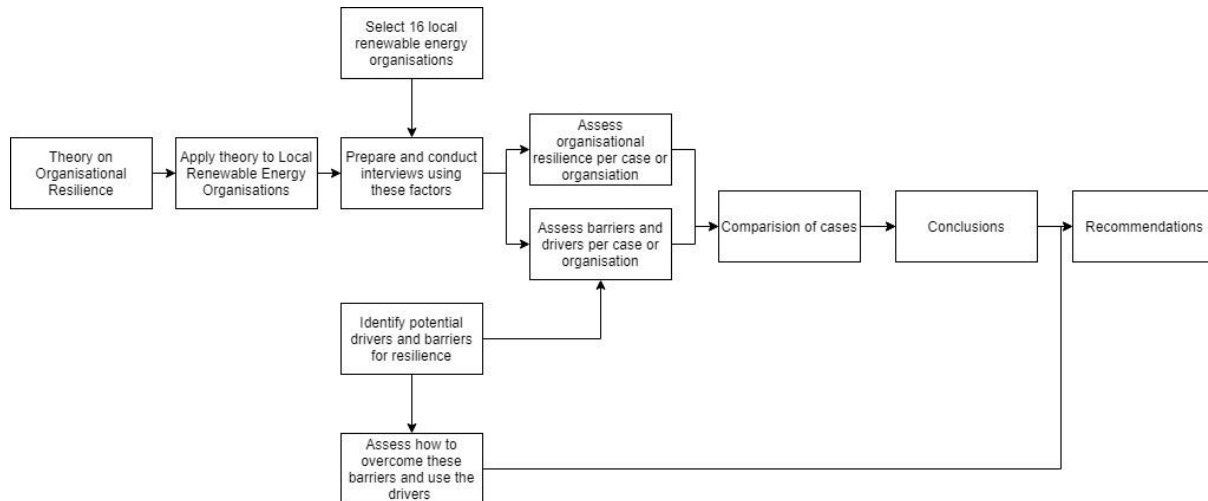 Select 16 local
renewable energy
organisations
Theory on
Organisational
Resilience
Apply theory to Local
Renewable Energy
Organisations
Prepare and conduct
interviews using
these factors
Assess
organisational
resilience per case or
organsiation
Assess barriers and
drivers per case or
organisation
Comparision of cases
Conclusions
Recommendations
Identify potential
drivers and barriers
for resilience
Assess how to
overcome these
barriers and use the
drivers